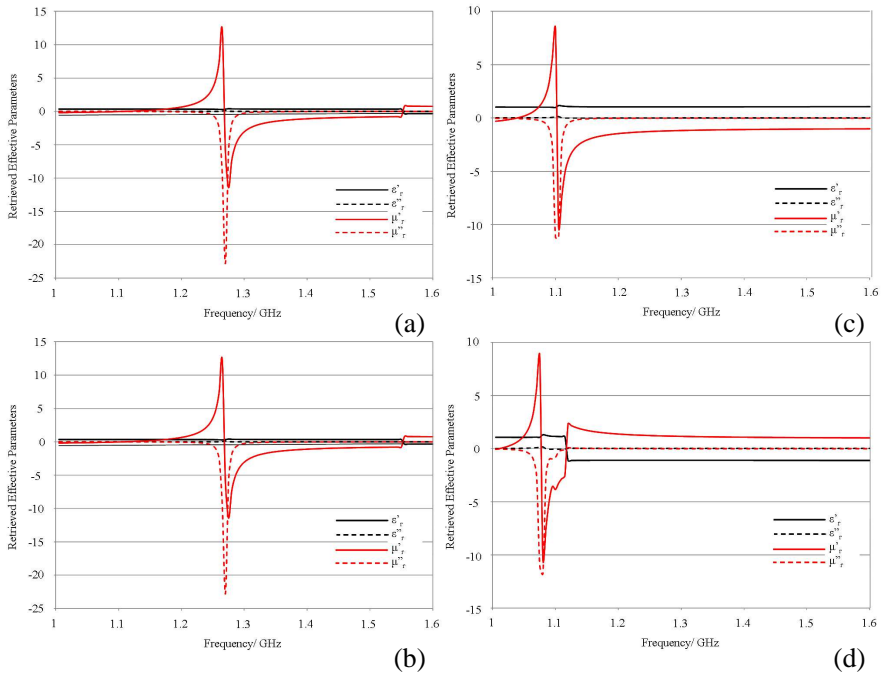 Retrieved Effective Parameters
15
10
5
0
-5
-10
-15
-20
-25
1 1.1 1.2 1.3 1.4 1.5 1.6
Frequency/ GHz
ε'r
ε''r
μ'r
μ''r
(a)
Retrieved Effective Parameters
10
5
0
-5
-10
-15
1 1.1 1.2 1.3 1.4 1.5 1.6
Frequency/ GHz
ε'r
ε''r
μ'r
μ''r
(c)
Retrieved Effective Parameters
15
10
5
0
-5
-10
-15
-20
-25
1 1.1 1.2 1.3 1.4 1.5 1.6
Frequency/ GHz
ε'r
ε''r
μ'r
μ''r
(b)
Retrieved Effective Parameters
10
5
0
-5
-10
-15
1 1.1 1.2 1.3 1.4 1.5 1.6
Frequency/ GHz
ε'r
ε''r
μ'r
μ''r
(d)